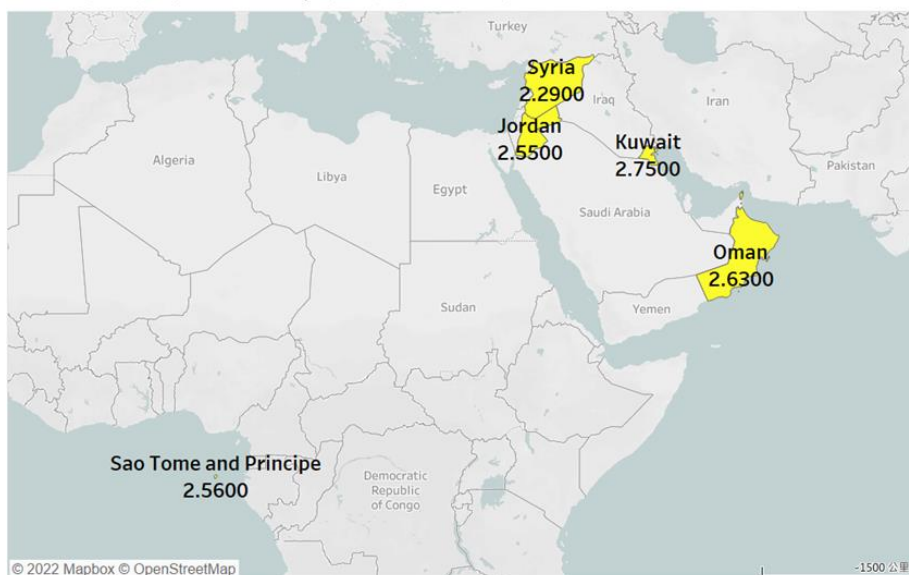 Turkey
Syria
2.2900
Iraq
Iran
Jordan
2.5500
Kuwait
2.7500
Pakistan
Algeria
Libya
Egypt
Saudi Arabia
Oman
2.6300
Sudan
Yemen
Sao Tome and Principe
2.5600
Democratic
Republic
of Congo
© 2022 Mapbox © OpenStreetMap
1500 公里